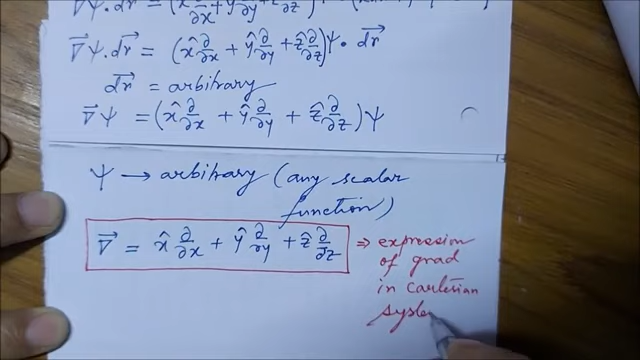 ∇⃗Ψ.dr⃗ = (x̂ ∂/∂x + ŷ ∂/∂y + ẑ ∂/∂z)Ψ • dr⃗
dr⃗ = arbitrary
∇⃗Ψ = (x̂ ∂/∂x + ŷ ∂/∂y + ẑ ∂/∂z)Ψ
Ψ → arbitrary (any scalar
function)
∇⃗ = x̂ ∂/∂x + ŷ ∂/∂y + ẑ ∂/∂z ⇒ expression
of grad
in cartesian
syste